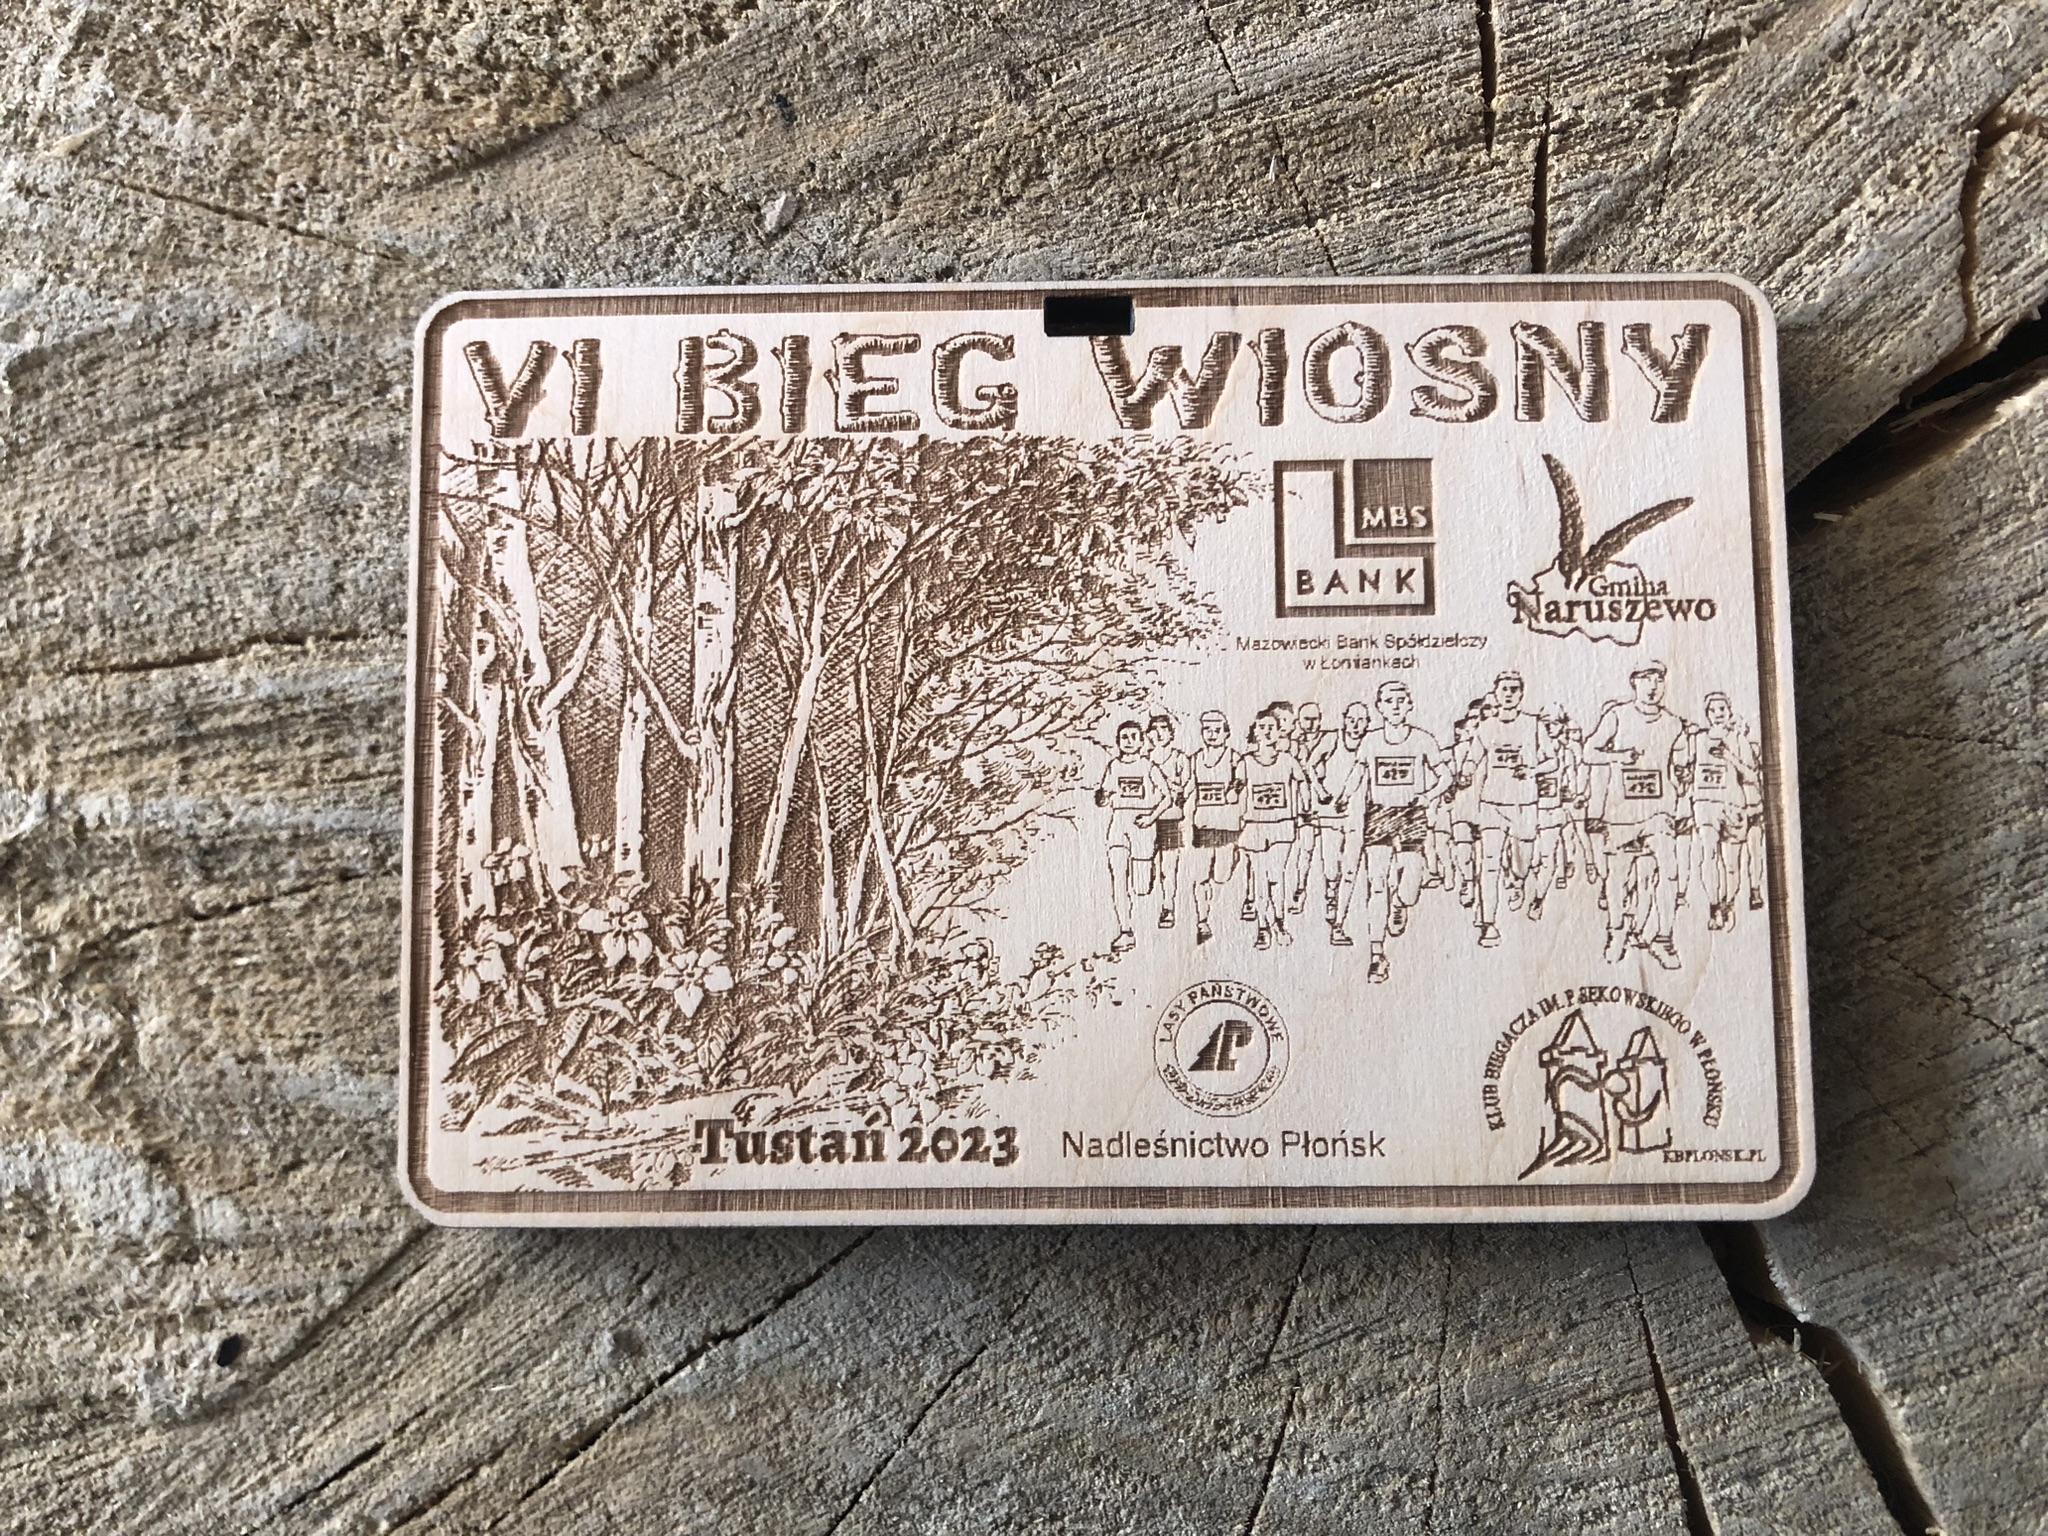 VI BIEG WIOSNY
MBS
BANK
Mazowiecki Bank Spółdzielczy
w Łomiankach
Gmina
Naruszewo
LASY PAŃSTWOWE
Nadleśnictwo Płońsk
KLUB BIEGACZA IM. P. SĘKOWSKIEGO W PŁOŃSKU
KBPLONSK.PL
Tustań 2023